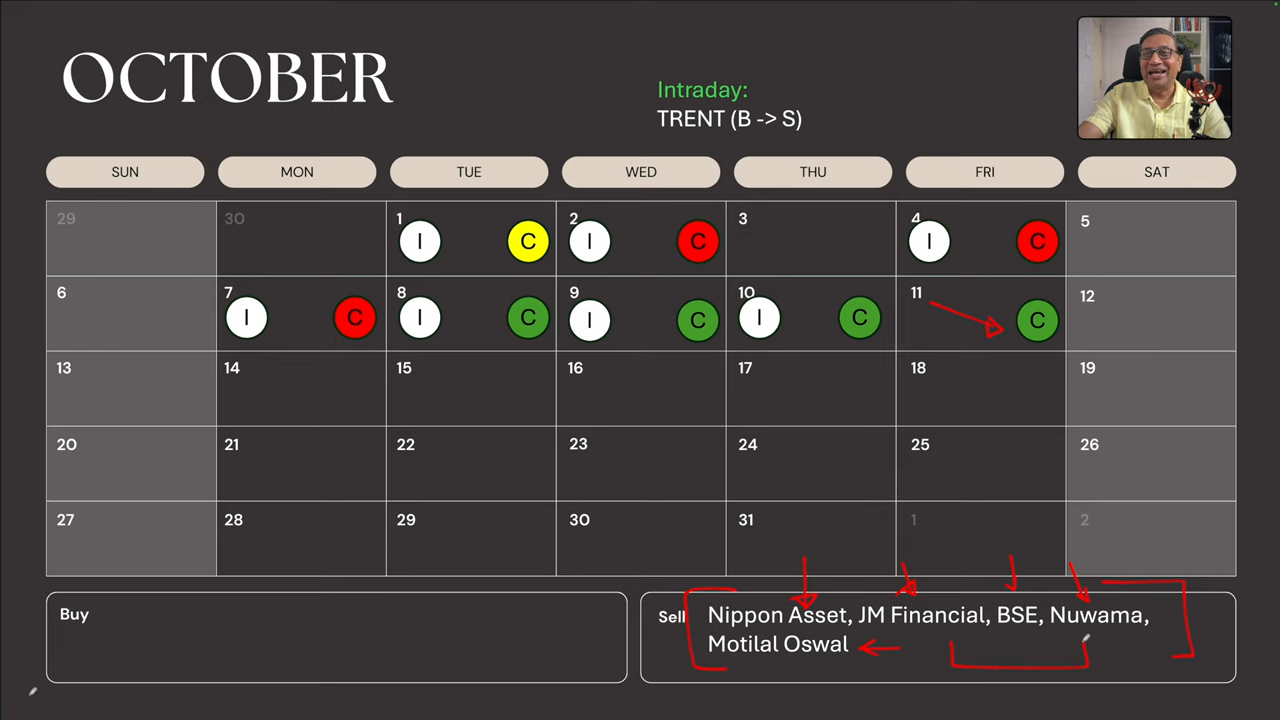 OCTOBER
Intraday:
TRENT (B -> S)
SUN MON TUE WED THU FRI SAT
29 30 1 I C 2 I C 3 4 I C 5
6 7 I C 8 I C 9 I C 10 I C 11 C 12
13 14 15 16 17 18 19
20 21 22 23 24 25 26
27 28 29 30 31 1 2
Buy
Sell Nippon Asset, JM Financial, BSE, Nuwama,
Motilal Oswal